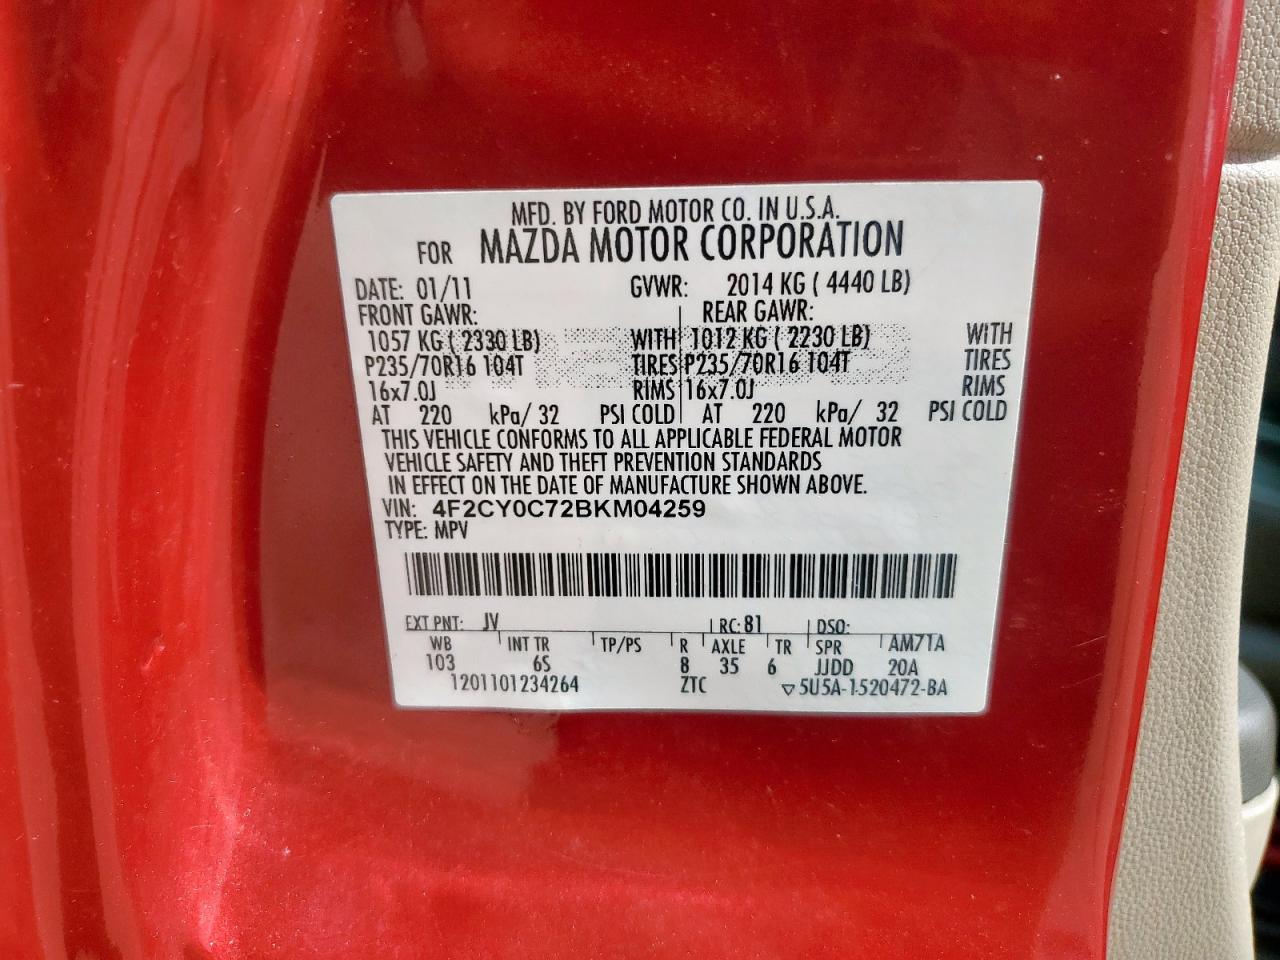 MFD. BY FORD MOTOR CO. IN U.S.A.
FOR MAZDA MOTOR CORPORATION
DATE: 01/11 GVWR: 2014 KG ( 4440 LB)
FRONT GAWR: REAR GAWR:
1057 KG ( 2330 LB) WITH 1012 KG ( 2230 LB) WITH
P235/70R16 104T TIRES P235/70R16 104T TIRES
16x7.0J RIMS 16x7.0J RIMS
AT 220 kPa/ 32 PSI COLD AT 220 kPa/ 32 PSI COLD
THIS VEHICLE CONFORMS TO ALL APPLICABLE FEDERAL MOTOR
VEHICLE SAFETY AND THEFT PREVENTION STANDARDS
IN EFFECT ON THE DATE OF MANUFACTURE SHOWN ABOVE.
VIN: 4F2CY0C72BKM04259
TYPE: MPV
EXT PNT: JV RC: 81 DSO:
WB INT TR TP/PS R AXLE TR SPR AM71A
103 6S 8 35 6 JJDD 20A
1201101234264 ZTC ▽5U5A-1520472-BA